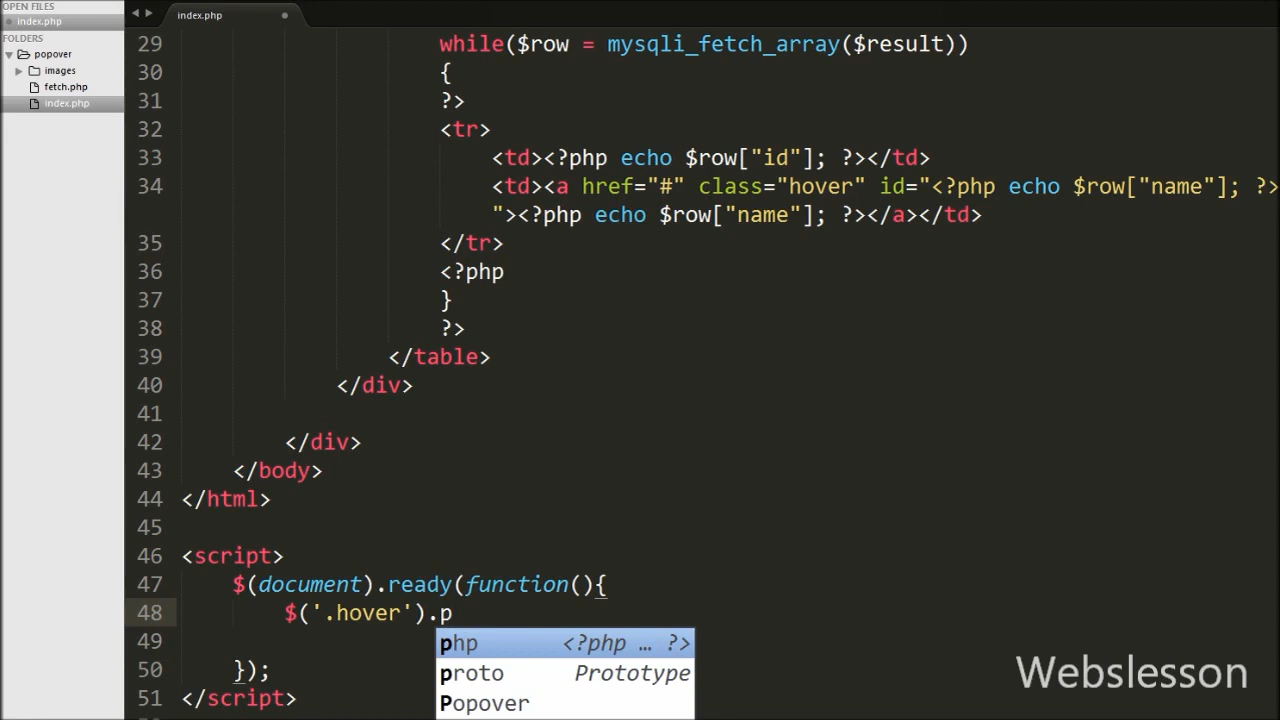 OPEN FILES
index.php
FOLDERS
popover
images
fetch.php
index.php
index.php
29 while($row = mysqli_fetch_array($result))
30 {
31 ?>
32 <tr>
33 <td><?php echo $row["id"]; ?></td>
34 <td><a href="#" class="hover" id="<?php echo $row["name"]; ?>
"><?php echo $row["name"]; ?></a></td>
35 </tr>
36 <?php
37 }
38 ?>
39 </table>
40 </div>
41
42 </div>
43 </body>
44 </html>
45
46 <script>
47 $(document).ready(function(){
48 $('.hover').p
49 php <?php … ?>
50 }); proto Prototype
51 </script> Popover
Webslesson